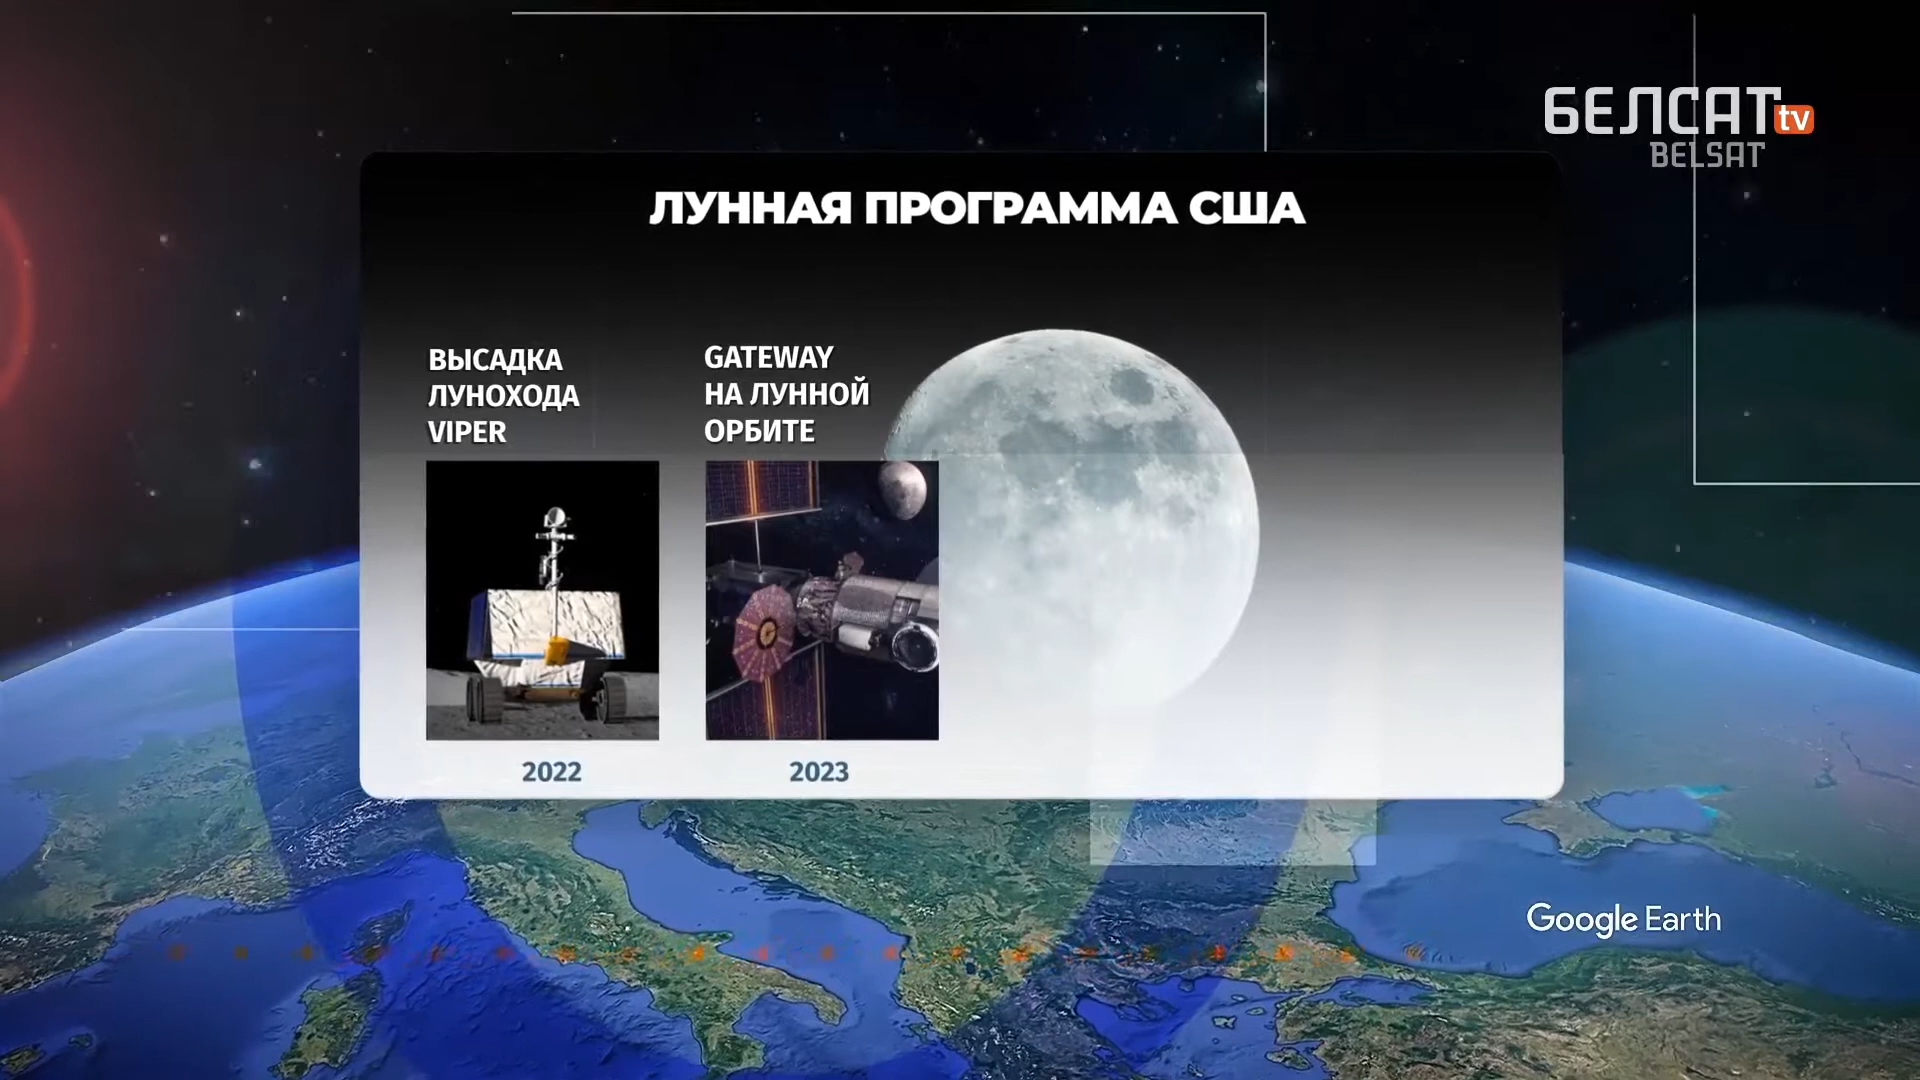 БЕЛСАТ tv
BELSAT
ЛУННАЯ ПРОГРАММА США
ВЫСАДКА
ЛУНОХОДА
VIPER
GATEWAY
НА ЛУННОЙ
ОРБИТЕ
2022
2023
Google Earth